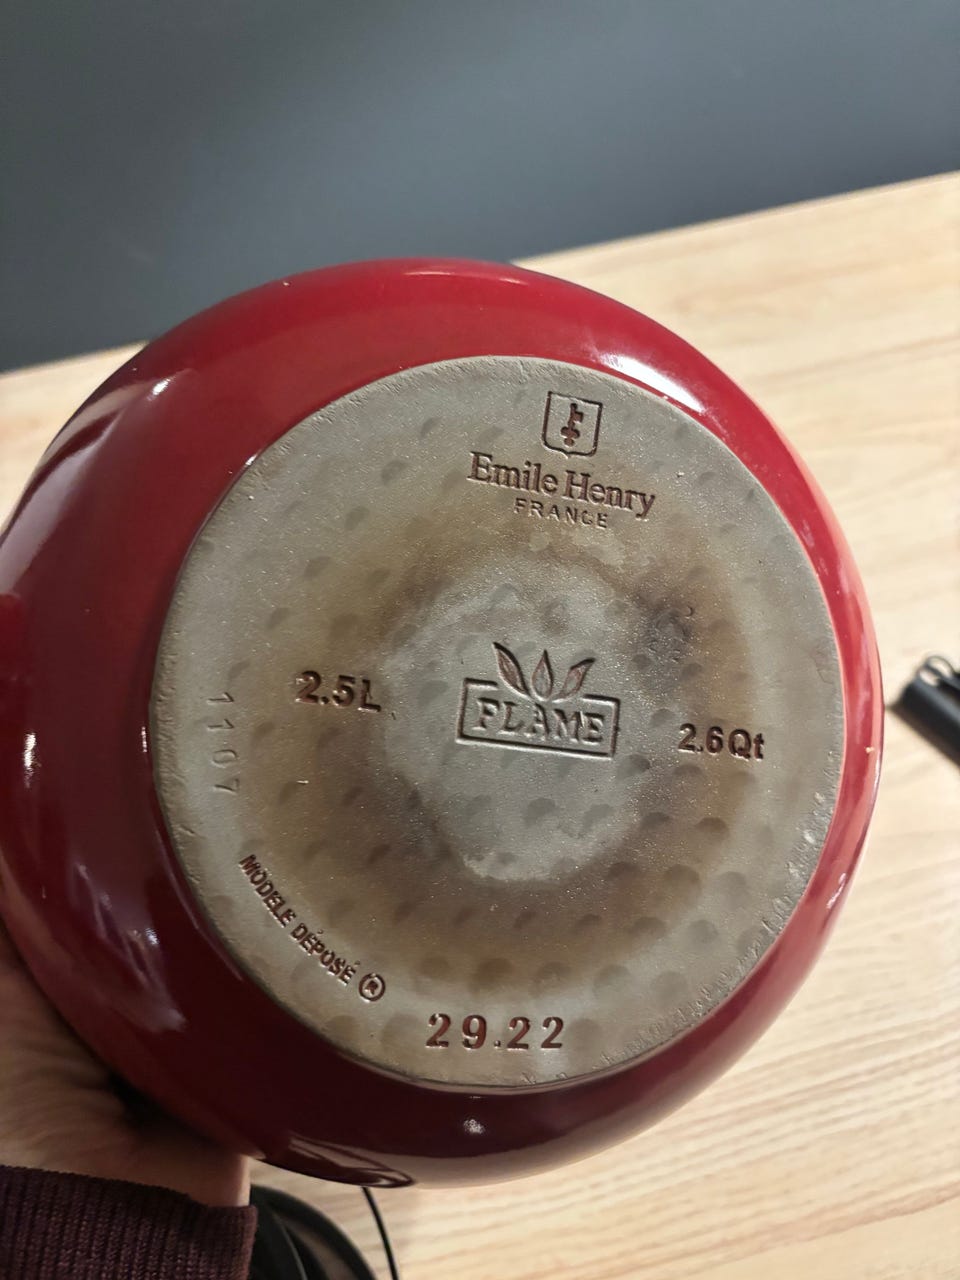 Emile Henry
FRANCE
2.5L
FLAME
2.6Qt
1107
MODÈLE DÉPOSÉ ®
29.22